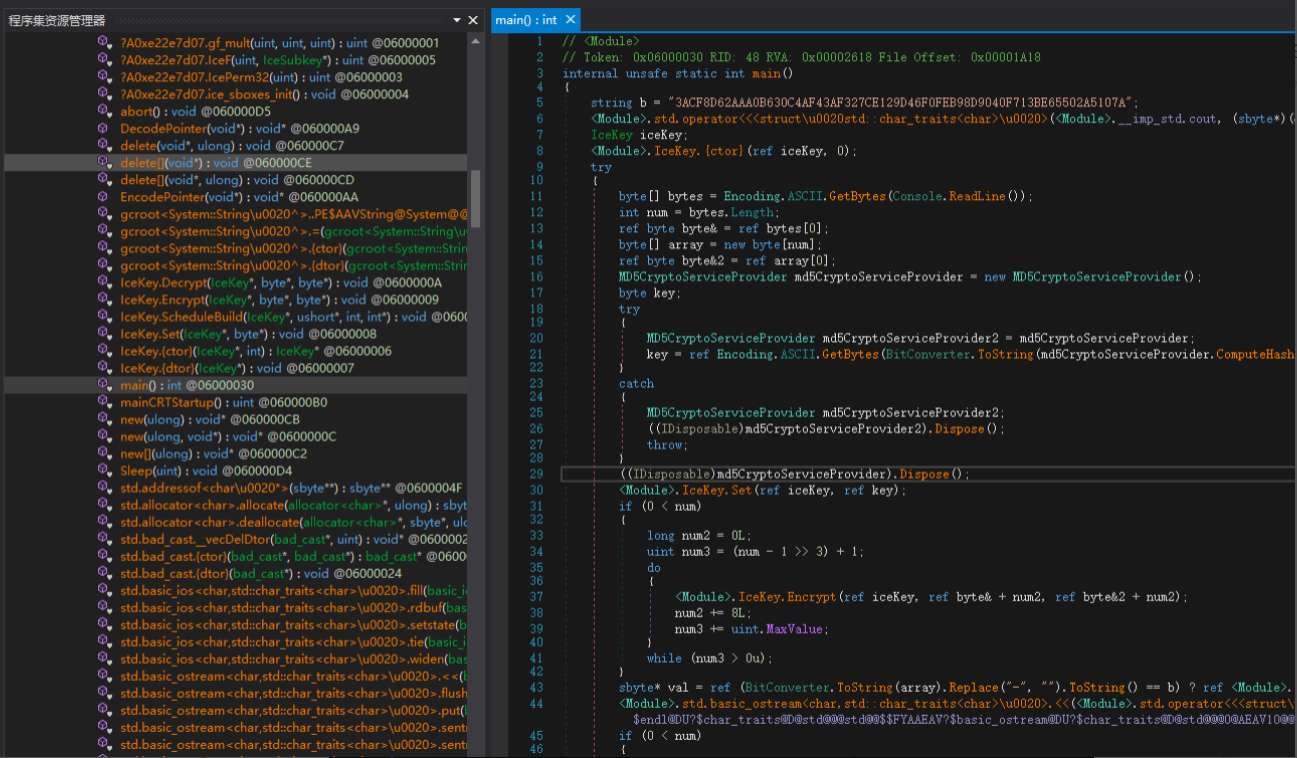 程序集资源管理器
?A0xe22e7d07.gf_mult(uint, uint, uint) : uint @06000001
?A0xe22e7d07.IceF(uint, IceSubkey*) : uint @06000005
?A0xe22e7d07.IcePerm32(uint) : uint @06000003
?A0xe22e7d07.ice_sboxes_init() : void @06000004
abort() : void @060000D5
DecodePointer(void*) : void* @060000A9
delete(void*, ulong) : void @060000C7
delete[](void*) : void @060000CE
delete[](void*, ulong) : void @060000CD
EncodePointer(void*) : void* @060000AA
gcroot<System::String\u0020^>..PE$AAVString@System@@
gcroot<System::String\u0020^>.=(gcroot<System::String\u
gcroot<System::String\u0020^>.{ctor}(gcroot<System::Strin
gcroot<System::String\u0020^>.{dtor}(gcroot<System::Strin
IceKey.Decrypt(IceKey*, byte*, byte*) : void @0600000A
IceKey.Encrypt(IceKey*, byte*, byte*) : void @06000009
IceKey.ScheduleBuild(IceKey*, ushort*, int, int*) : void @0600
IceKey.Set(IceKey*, byte*) : void @06000008
IceKey.{ctor}(IceKey*, int) : IceKey* @06000006
IceKey.{dtor}(IceKey*) : void @06000007
main() : int @06000030
mainCRTStartup() : uint @060000B0
new(ulong) : void* @060000CB
new(ulong, void*) : void* @0600000C
new[](ulong) : void* @060000C2
Sleep(uint) : void @060000D4
std.addressof<char\u0020*>(sbyte**) : sbyte** @0600004F
std.allocator<char>.allocate(allocator<char>*, ulong) : sbyt
std.allocator<char>.deallocate(allocator<char>*, sbyte*, ulo
std.bad_cast.__vecDelDtor(bad_cast*, uint) : void* @0600002
std.bad_cast.{ctor}(bad_cast*, bad_cast*) : bad_cast* @0600
std.bad_cast.{dtor}(bad_cast*) : void @06000024
std.basic_ios<char,std::char_traits<char>\u0020>.fill(basic_i
std.basic_ios<char,std::char_traits<char>\u0020>.rdbuf(bas
std.basic_ios<char,std::char_traits<char>\u0020>.setstate(b
std.basic_ios<char,std::char_traits<char>\u0020>.tie(basic_i
std.basic_ios<char,std::char_traits<char>\u0020>.widen(bas
std.basic_ostream<char,std::char_traits<char>\u0020>.<<(b
std.basic_ostream<char,std::char_traits<char>\u0020>.flush
std.basic_ostream<char,std::char_traits<char>\u0020>.put(b
std.basic_ostream<char,std::char_traits<char>\u0020>.sentr
std.basic_ostream<char,std::char_traits<char>\u0020>.sentr
main() : int
1 // <Module>
2 // Token: 0x06000030 RID: 48 RVA: 0x00002618 File Offset: 0x00001A18
3 internal unsafe static int main()
4 {
5 string b = "3ACF8D62AAA0B630C4AF43AF327CE129D46F0FEB98D9040F713BE65502A5107A";
6 <Module>.std.operator<<<struct\u0020std::char_traits<char>\u0020>(<Module>.__imp_std.cout, (sbyte*)(
7 IceKey iceKey;
8 <Module>.IceKey.{ctor}(ref iceKey, 0);
9 try
10 {
11 byte[] bytes = Encoding.ASCII.GetBytes(Console.ReadLine());
12 int num = bytes.Length;
13 ref byte byte& = ref bytes[0];
14 byte[] array = new byte[num];
15 ref byte byte&2 = ref array[0];
16 MD5CryptoServiceProvider md5CryptoServiceProvider = new MD5CryptoServiceProvider();
17 byte key;
18 try
19 {
20 MD5CryptoServiceProvider md5CryptoServiceProvider2 = md5CryptoServiceProvider;
21 key = ref Encoding.ASCII.GetBytes(BitConverter.ToString(md5CryptoServiceProvider.ComputeHash
22 }
23 catch
24 {
25 MD5CryptoServiceProvider md5CryptoServiceProvider2;
26 ((IDisposable)md5CryptoServiceProvider2).Dispose();
27 throw;
28 }
29 ((IDisposable)md5CryptoServiceProvider).Dispose();
30 <Module>.IceKey.Set(ref iceKey, ref key);
31 if (0 < num)
32 {
33 long num2 = 0L;
34 uint num3 = (num - 1 >> 3) + 1;
35 do
36 {
37 <Module>.IceKey.Encrypt(ref iceKey, ref byte& + num2, ref byte&2 + num2);
38 num2 += 8L;
39 num3 += uint.MaxValue;
40 }
41 while (num3 > 0u);
42 }
43 sbyte* val = ref (BitConverter.ToString(array).Replace("-", "").ToString() == b) ? ref <Module>.
44 <Module>.std.basic_ostream<char,std::char_traits<char>\u0020>.<<(<Module>.std.operator<<<struct\
$endl@DU?$char_traits@D@std@@@std@@$$FYAAEAV?$basic_ostream@DU?$char_traits@D@std@@@0@AEAV10@@
45 if (0 < num)
46 {